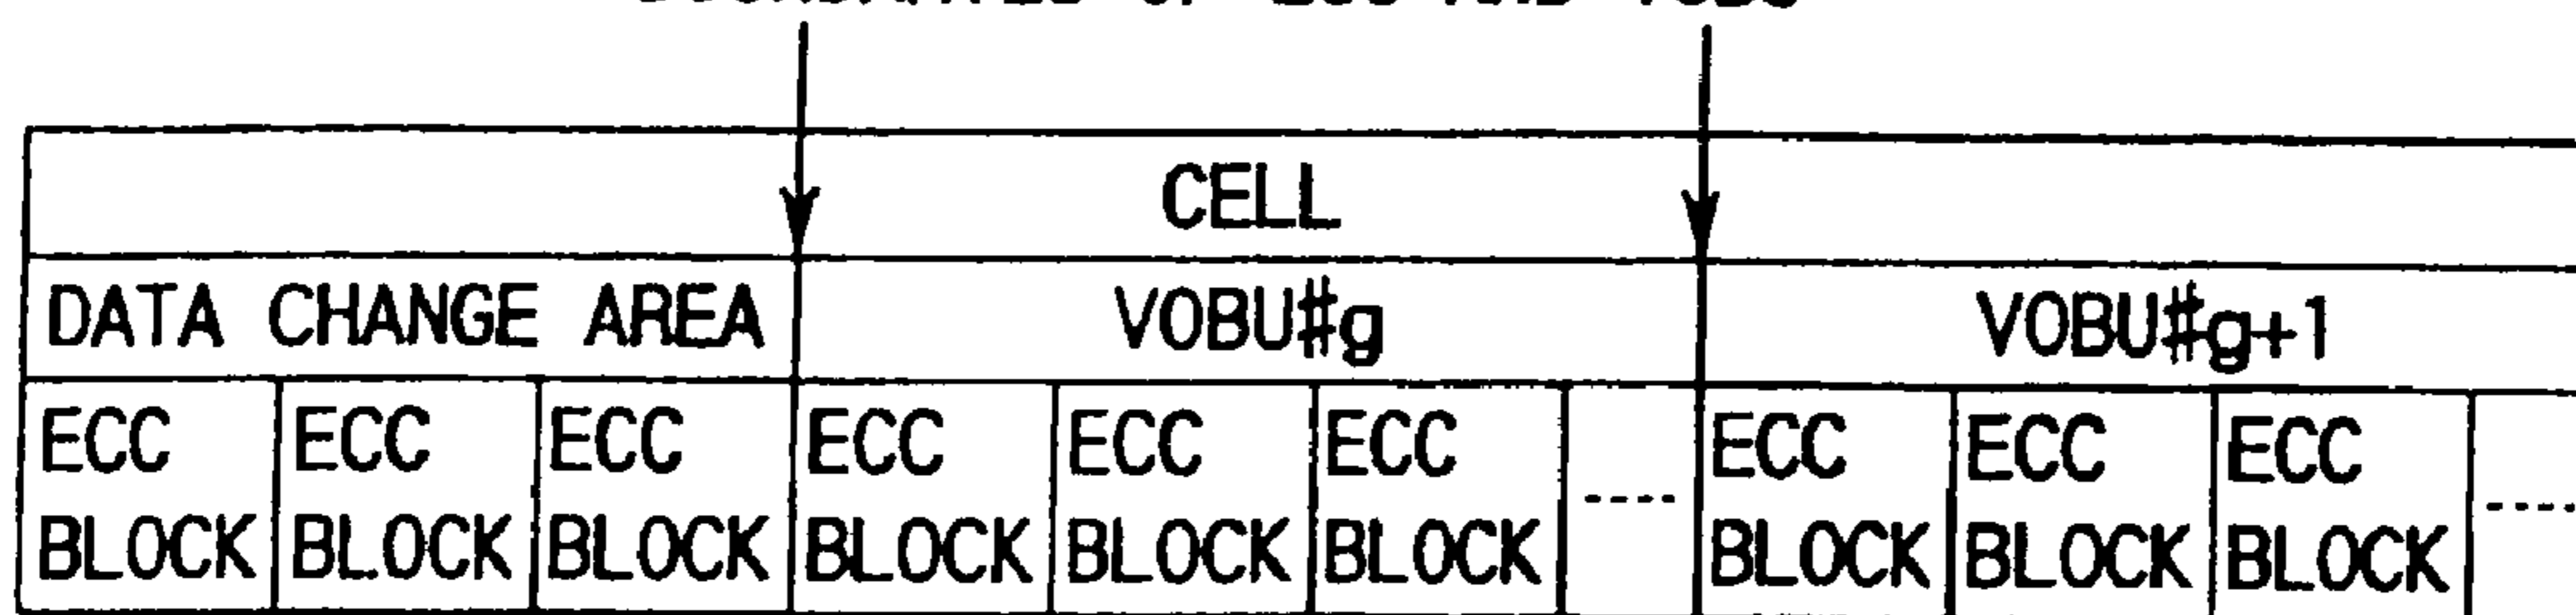 CELL
DATA CHANGE AREA VOBU#g VOBU#g+1
ECC ECC ECC ECC ECC ECC ECC ECC ECC
BLOCK BLOCK BLOCK BLOCK BLOCK BLOCK ---- BLOCK BLOCK BLOCK ----